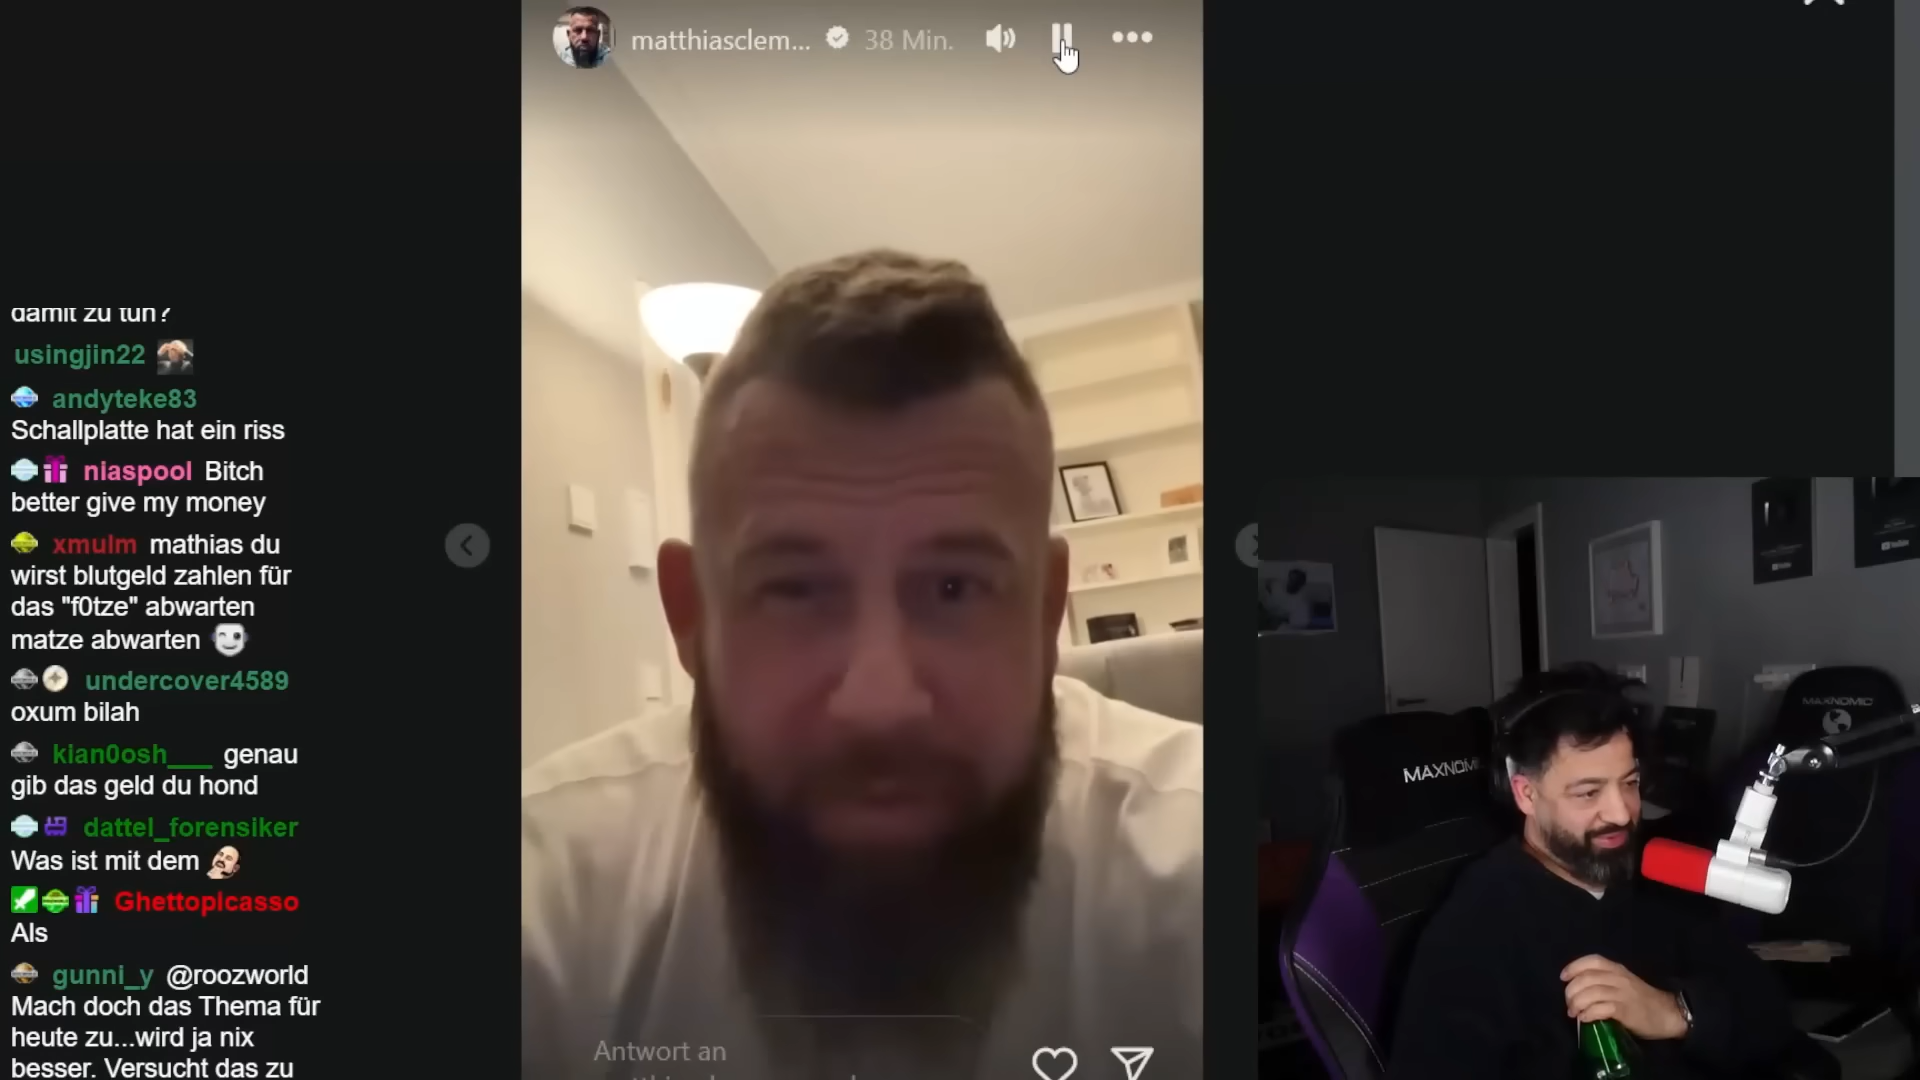 matthiasclem...
38 Min.
damit zu tun?
usingjin22
andyteke83
Schallplatte hat ein riss
niaspool Bitch
better give my money
xmulm mathias du
wirst blutgeld zahlen für
das "f0tze" abwarten
matze abwarten
undercover4589
oxum bilah
kian0osh___ genau
gib das geld du hond
dattel_forensiker
Was ist mit dem
Ghettopicasso
Als
gunni_y @roozworld
Mach doch das Thema für
heute zu...wird ja nix
besser. Versucht das zu
Antwort an
MAXNOMIC
MAXNOMIC
YouTube